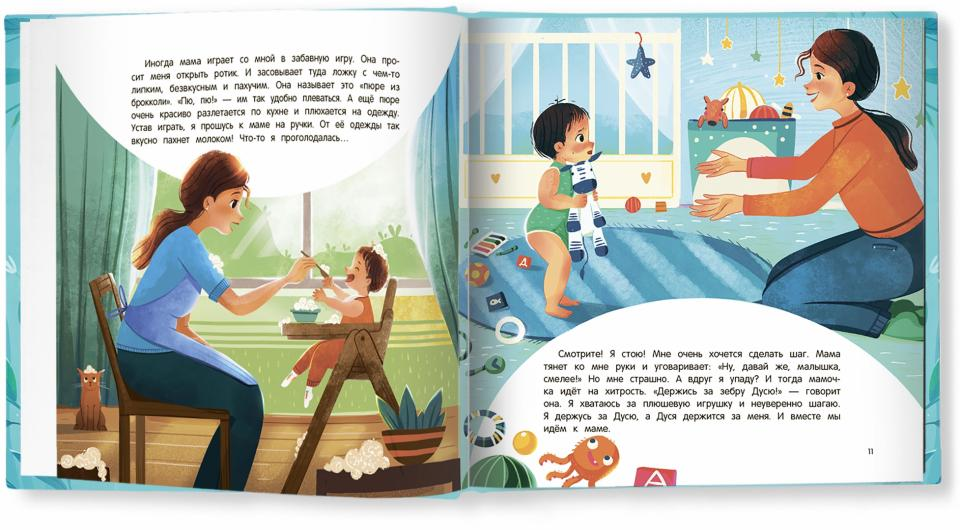 Иногда мама играет со мной в забавную игру. Она про-
сит меня открыть ротик. И засовывает туда ложку с чем-то
липким, безвкусным и пахучим. Она называет это «пюре из
брокколи». «Пю, пю!» — им так удобно плеваться. А ещё пюре
очень красиво разлетается по кухне и плюхается на одежду.
Устав играть, я прошусь к маме на ручки. От её одежды так
вкусно пахнет молоком! Что-то я проголодалась...
Д
Смотрите! Я стою! Мне очень хочется сделать шаг. Мама
тянет ко мне руки и уговаривает: «Ну, давай же, малышка,
смелее!» Но мне страшно. А вдруг я упаду? И тогда мамоч-
ка идёт на хитрость. «Держись за зебру Дусю!» — говорит
она. Я хватаюсь за плюшевую игрушку и неуверенно шагаю.
Я держусь за Дусю, а Дуся держится за меня. И вместе мы
идём к маме.
11
А